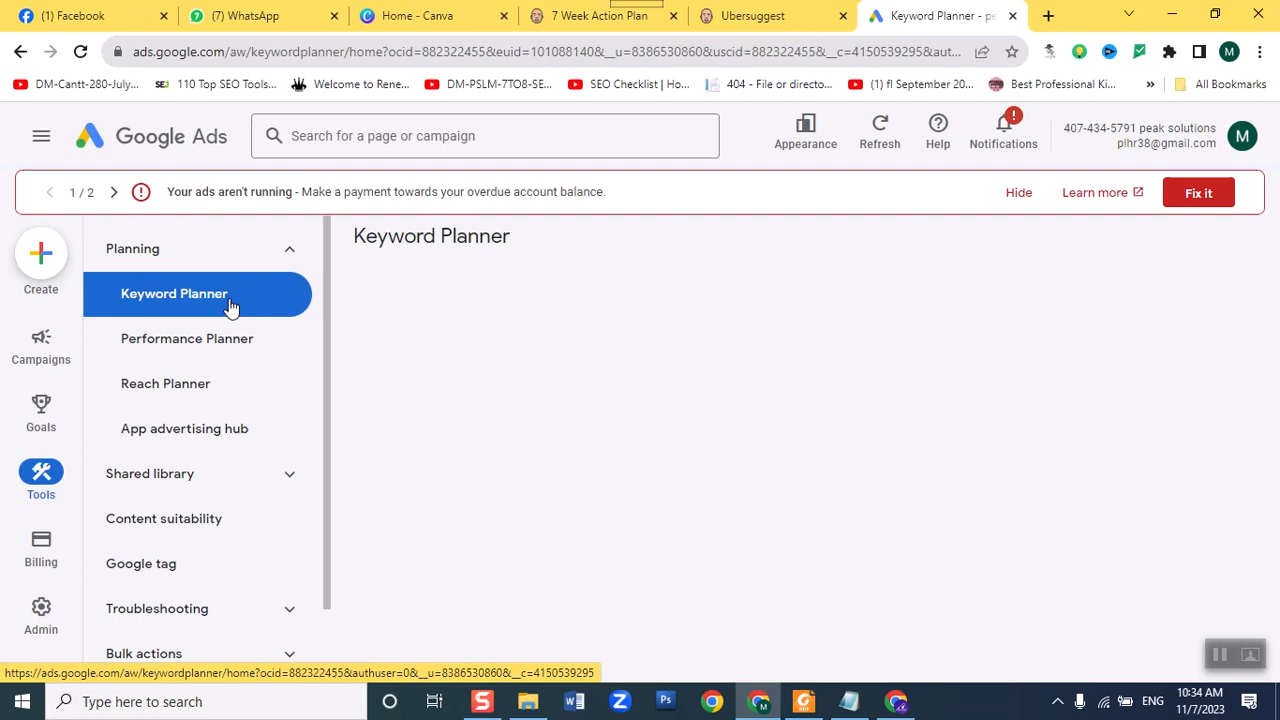 (1) Facebook
(7) WhatsApp
Home - Canva
7 Week Action Plan
Ubersuggest
Keyword Planner - pe
ads.google.com/aw/keywordplanner/home?ocid=882322455&euid=101088140&__u=8386530860&uscid=882322455&__c=4150539295&aut...
M
DM-Cantt-280-July...
SEJ
110 Top SEO Tools...
Welcome to Rene...
DM-PSLM-7TO8-SE...
SEO Checklist | Ho...
404 - File or directo...
(1) fl September 20...
Best Professional Ki...
All Bookmarks
Google Ads
Search for a page or campaign
Appearance
Refresh
Help
Notifications
407-434-5791 peak solutions
plhr38@gmail.com
M
1 / 2
Your ads aren't running - Make a payment towards your overdue account balance.
Hide
Learn more
Fix it
Create
Campaigns
Goals
Tools
Billing
Admin
Planning
Keyword Planner
Performance Planner
Reach Planner
App advertising hub
Shared library
Content suitability
Google tag
Troubleshooting
Bulk actions
Keyword Planner
https://ads.google.com/aw/keywordplanner/home?ocid=882322455&authuser=0&__u=8386530860&__c=4150539295
Type here to search
ENG
10:34 AM
11/7/2023